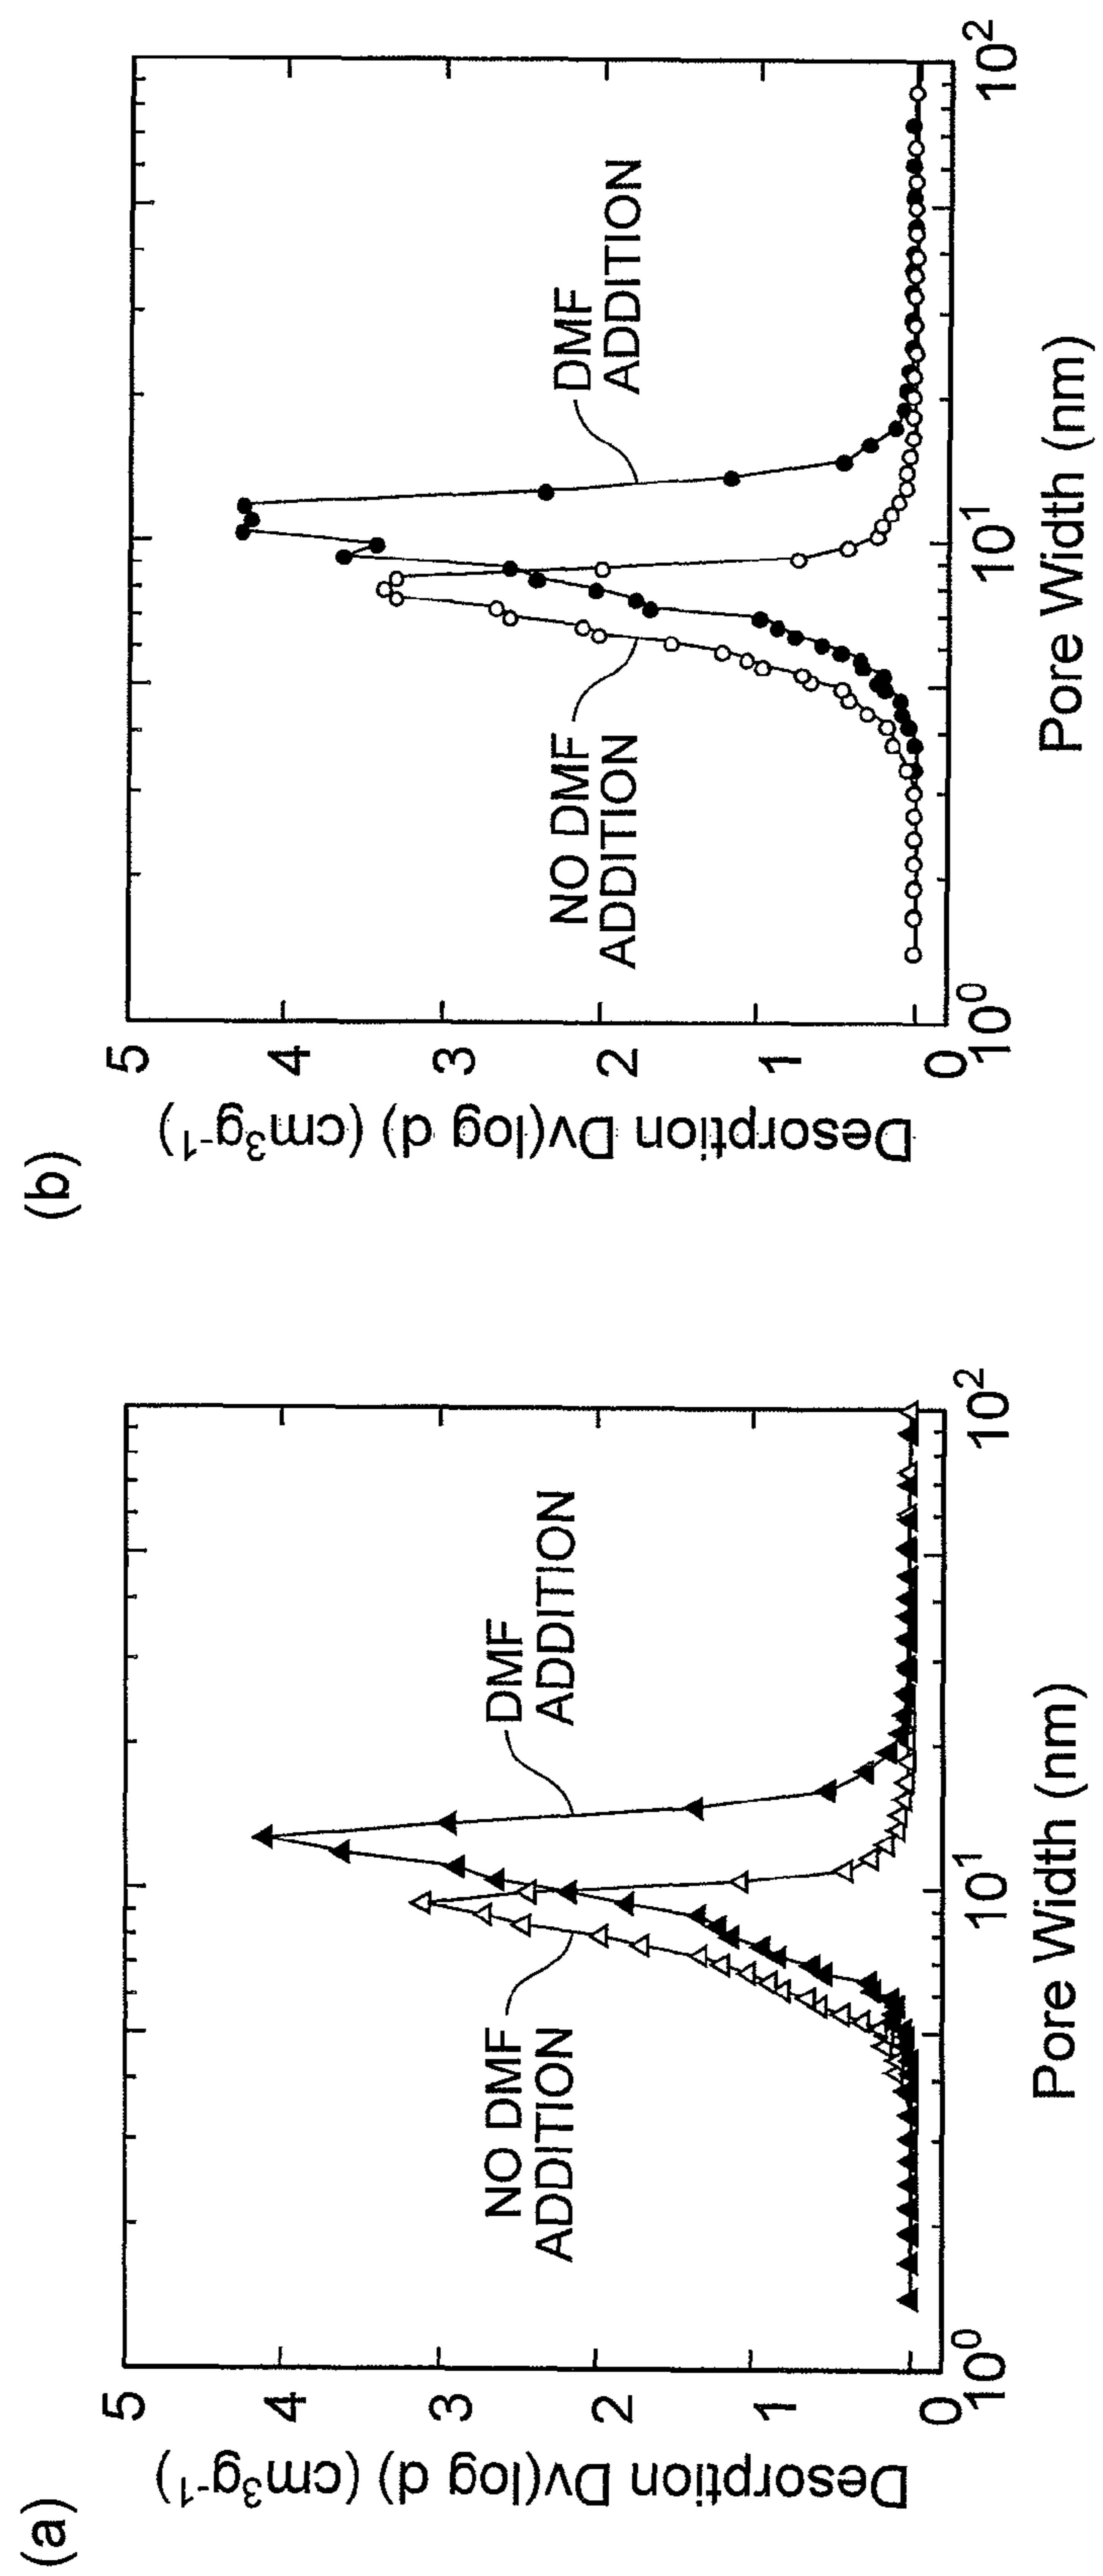 (a)
Desorption Dv(log d) (cm³g⁻¹)
5
4
3
2
1
0
10⁰
10¹
10²
Pore Width (nm)
NO DMF
ADDITION
DMF
ADDITION
(b)
Desorption Dv(log d) (cm³g⁻¹)
5
4
3
2
1
0
10⁰
10¹
10²
Pore Width (nm)
NO DMF
ADDITION
DMF
ADDITION